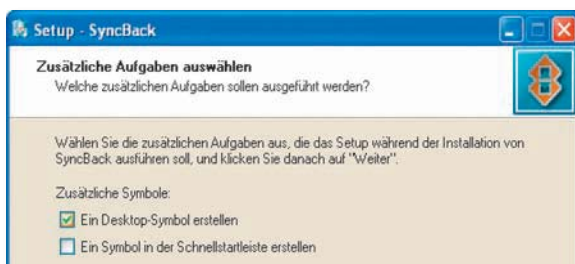 Setup - SyncBack
Zusätzliche Aufgaben auswählen
Welche zusätzlichen Aufgaben sollen ausgeführt werden?
Wählen Sie die zusätzlichen Aufgaben aus, die das Setup während der Installation von
SyncBack ausführen soll, und klicken Sie danach auf "Weiter".
Zusätzliche Symbole:
Ein Desktop-Symbol erstellen
Ein Symbol in der Schnellstartleiste erstellen